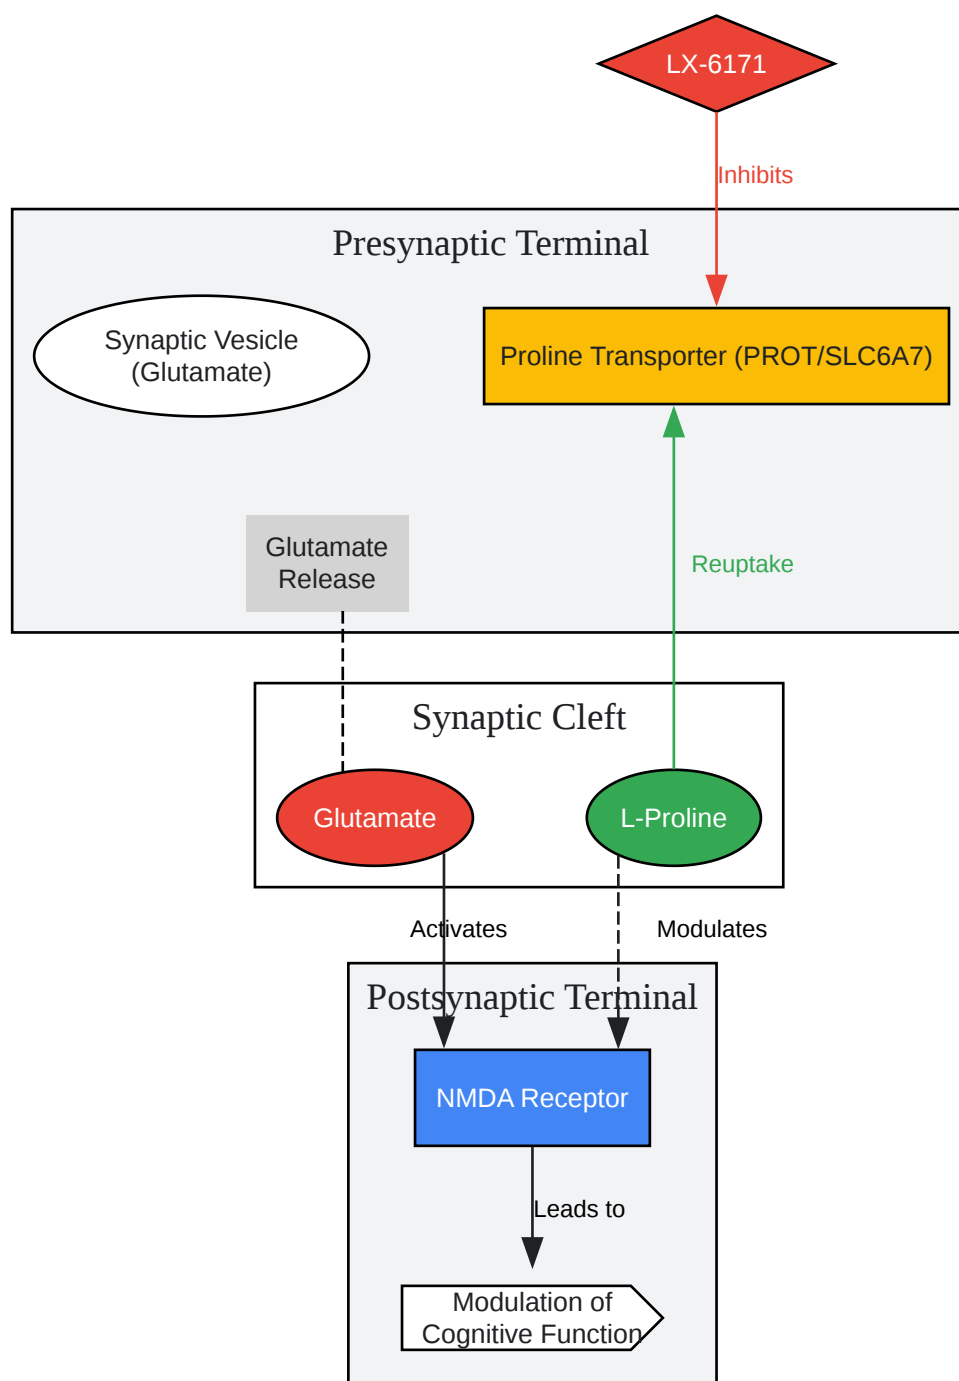 LX-6171
Inhibits
Presynaptic Terminal
Synaptic Vesicle
(Glutamate)
Proline Transporter (PROT/SLC6A7)
Glutamate
Release
Reuptake
Synaptic Cleft
Glutamate
L-Proline
Activates
Modulates
Postsynaptic Terminal
NMDA Receptor
Leads to
Modulation of
Cognitive Function